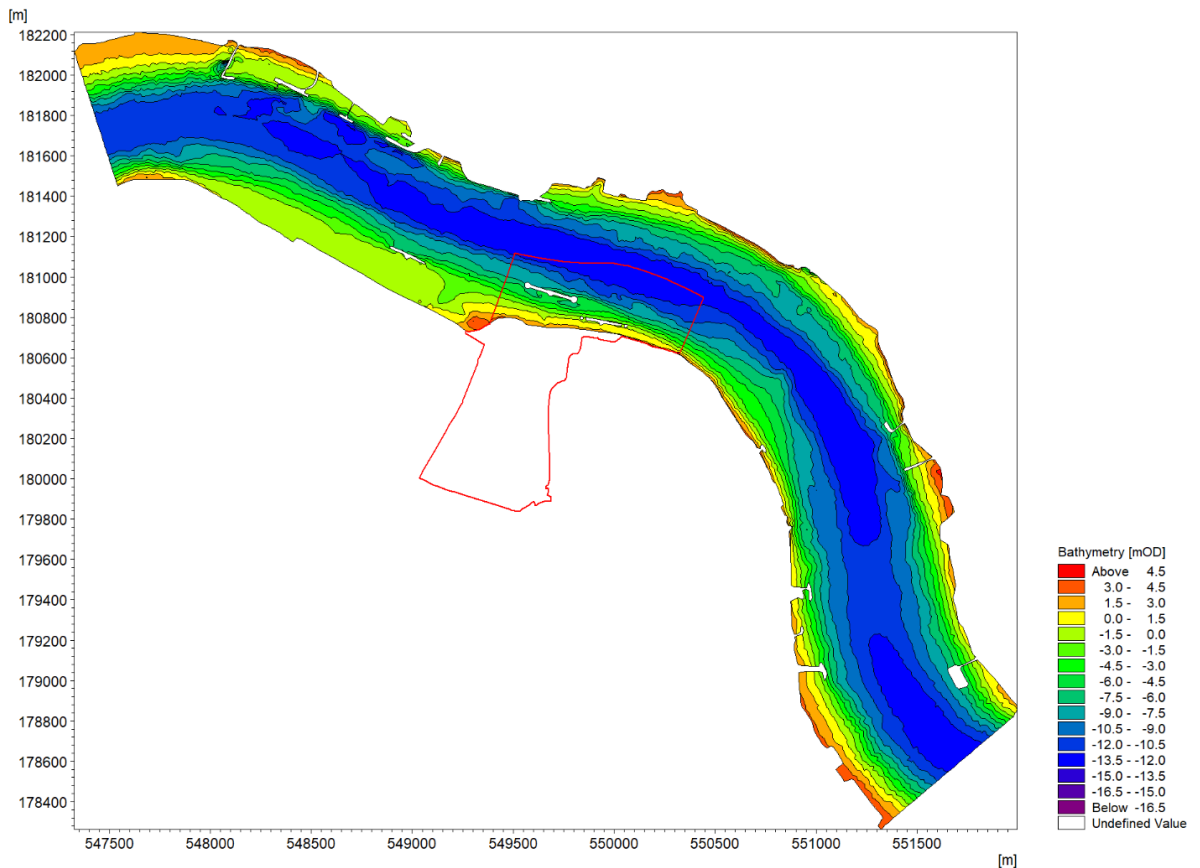 [m]
182200
182000
181800
181600
181400
181200
181000
180800
180600
180400
180200
180000
179800
179600
179400
179200
179000
178800
178600
178400
547500 548000 548500 549000 549500 550000 550500 551000 551500
[m]
Bathymetry [mOD]
Above 4.5
3.0 - 4.5
1.5 - 3.0
0.0 - 1.5
-1.5 - 0.0
-3.0 - -1.5
-4.5 - -3.0
-6.0 - -4.5
-7.5 - -6.0
-9.0 - -7.5
-10.5 - -9.0
-12.0 - -10.5
-13.5 - -12.0
-15.0 - -13.5
-16.5 - -15.0
Below -16.5
Undefined Value